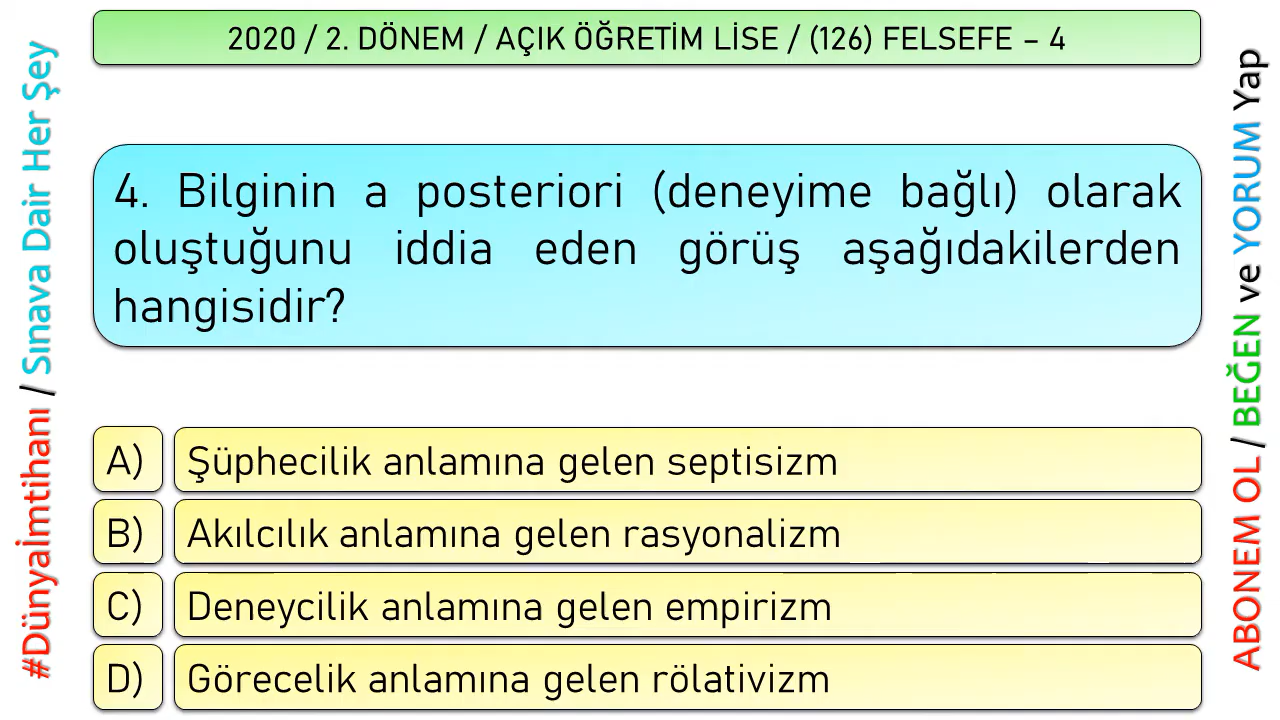 2020 / 2. DÖNEM / AÇIK ÖĞRETİM LİSE / (126) FELSEFE – 4
#Dünyaİmtihanı / Sınava Dair Her Şey
4. Bilginin a posteriori (deneyime bağlı) olarak
oluştuğunu iddia eden görüş aşağıdakilerden
hangisidir?
A) Şüphecilik anlamına gelen septisizm
B) Akılcılık anlamına gelen rasyonalizm
C) Deneycilik anlamına gelen empirizm
D) Görecelik anlamına gelen rölativizm
ABONEM OL / BEĞEN ve YORUM Yap